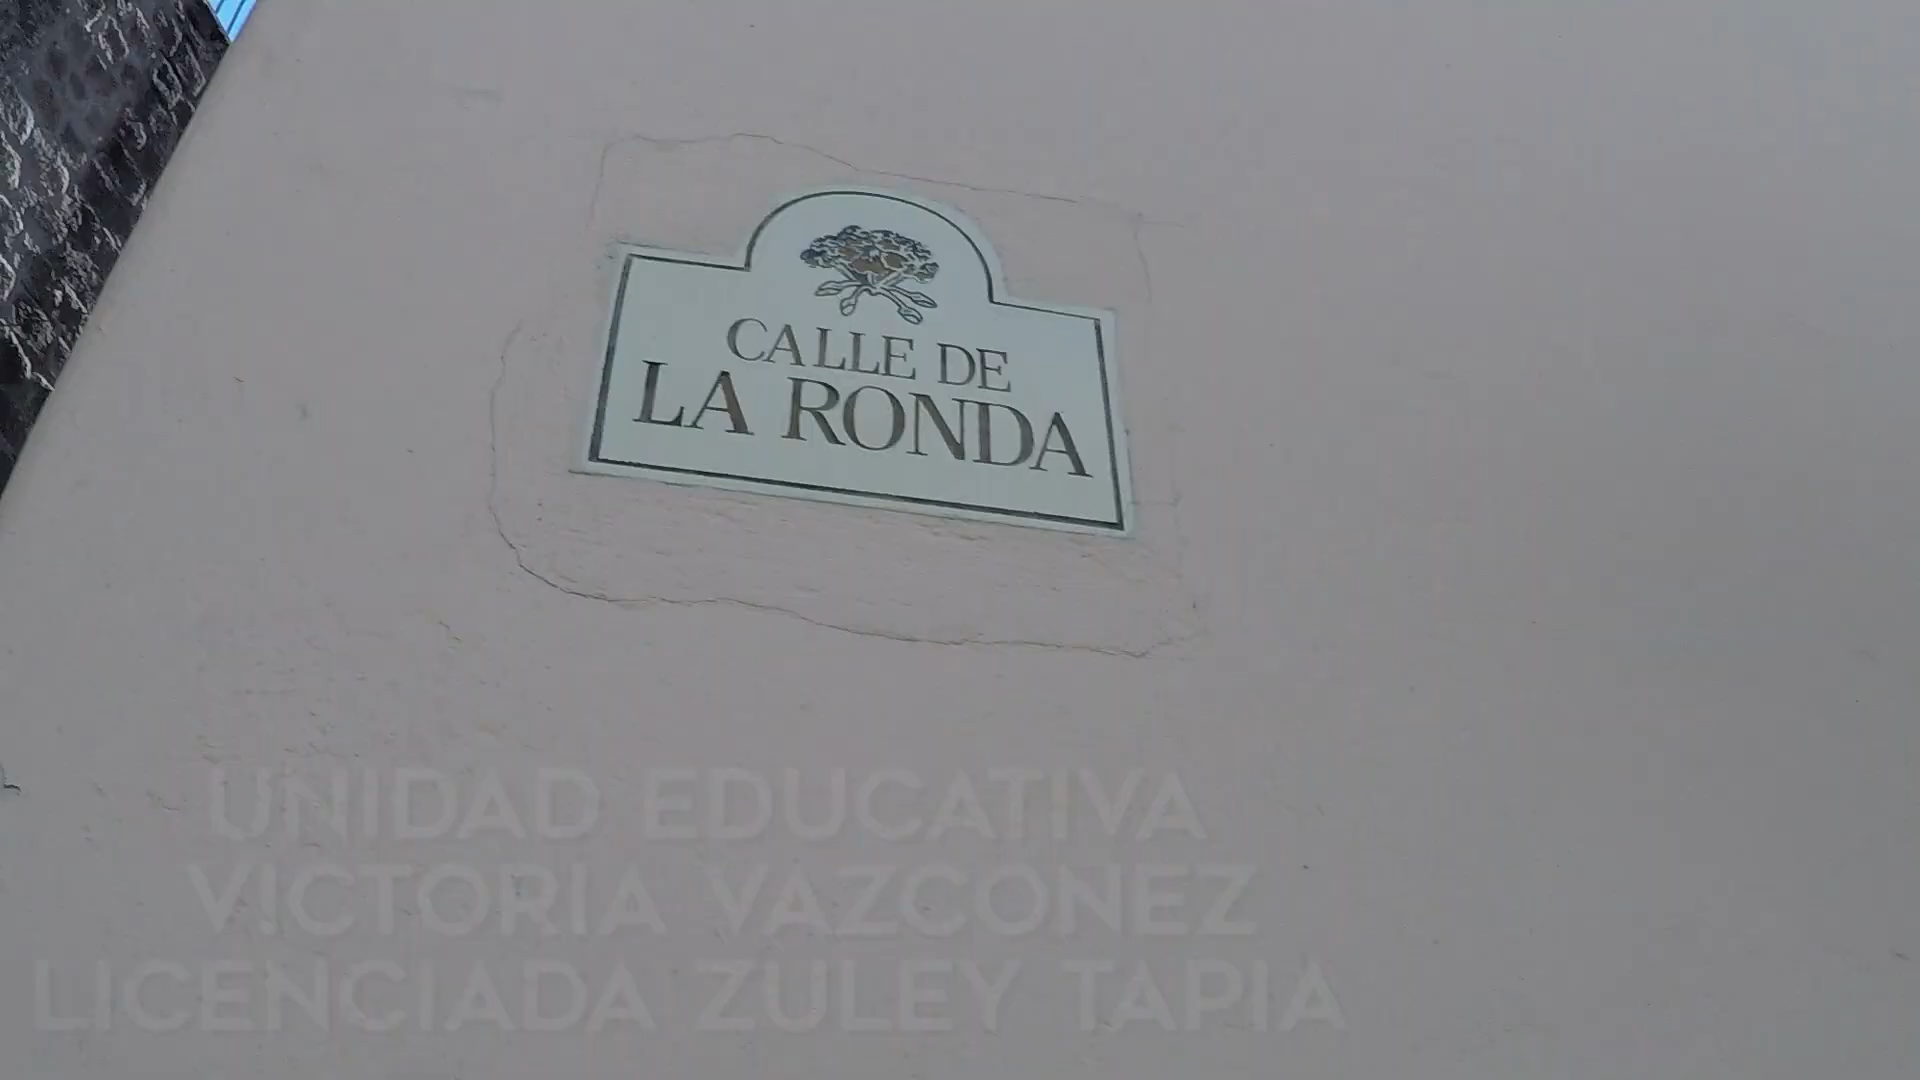 CALLE DE
LA RONDA
UNIDAD EDUCATIVA
VICTORIA VAZCONEZ
LICENCIADA ZULEY TAPIA